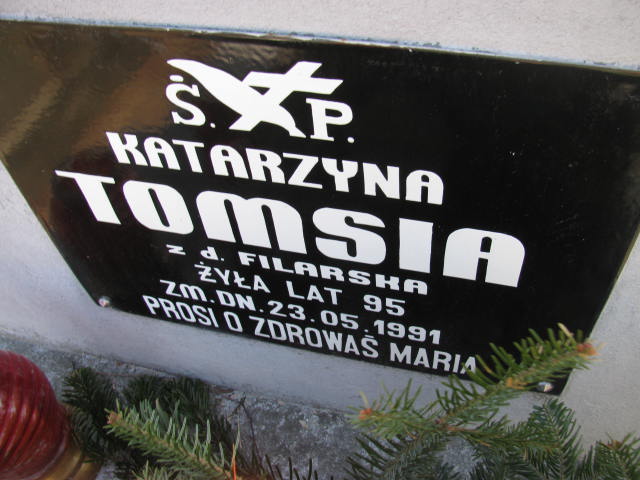 Ś. P.
KATARZYNA
TOMSIA
z d. FILARSKA
ŻYŁA LAT 95
ZM. DN. 23.05.1991
PROSI O ZDROWAŚ MARIA